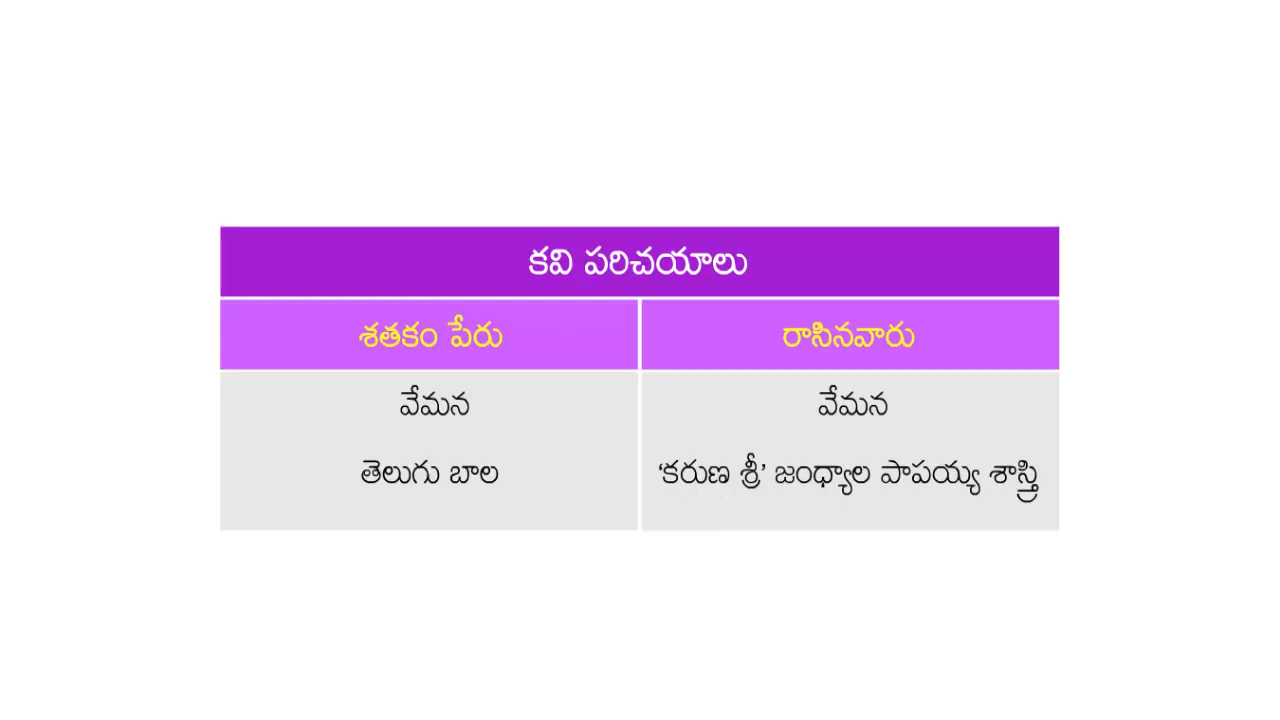 కవి పరిచయాలు
శతకం పేరు రాసినవారు
వేమన వేమన
తెలుగు బాల ‘కరుణ శ్రీ’ జంధ్యాల పాపయ్య శాస్త్రి